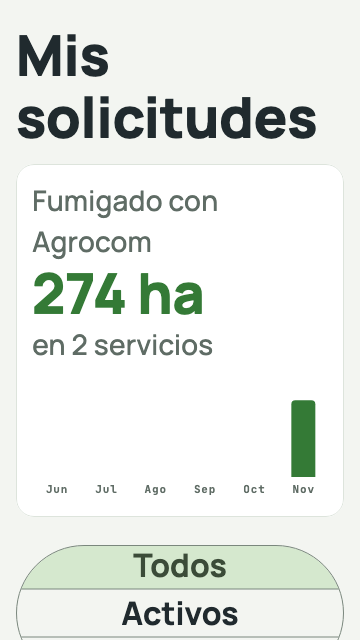 Mis
solicitudes
Fumigado con
Agrocom
274 ha
en 2 servicios
Jun Jul Ago Sep Oct Nov
Todos
Activos